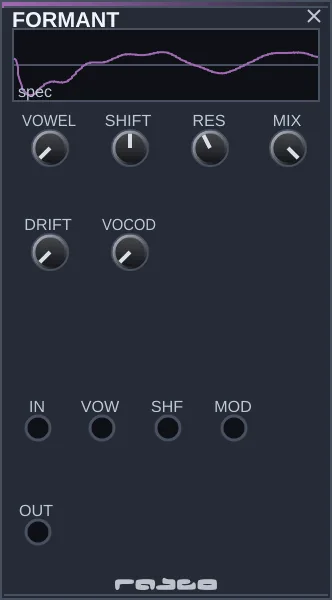 FORMANT
spec
VOWEL SHIFT RES MIX
DRIFT VOCOD
IN VOW SHF MOD
OUT